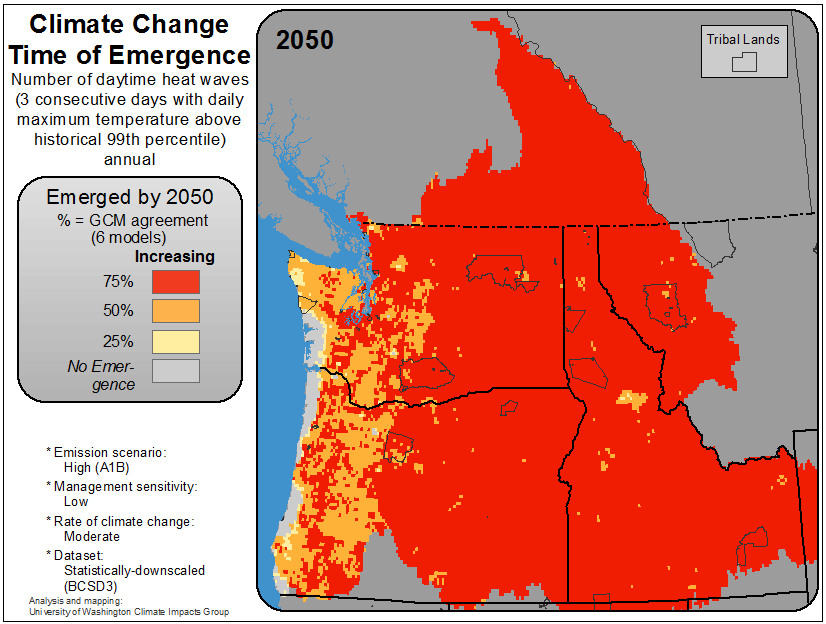 Climate Change
Time of Emergence
Number of daytime heat waves
(3 consecutive days with daily
maximum temperature above
historical 99th percentile)
annual
Emerged by 2050
% = GCM agreement
(6 models)
Increasing
75%
50%
25%
No Emer-
gence
* Emission scenario:
High (A1B)
* Management sensitivity:
Low
* Rate of climate change:
Moderate
* Dataset:
Statistically-downscaled
(BCSD3)
Analysis and mapping:
University of Washington Climate Impacts Group
2050
Tribal Lands